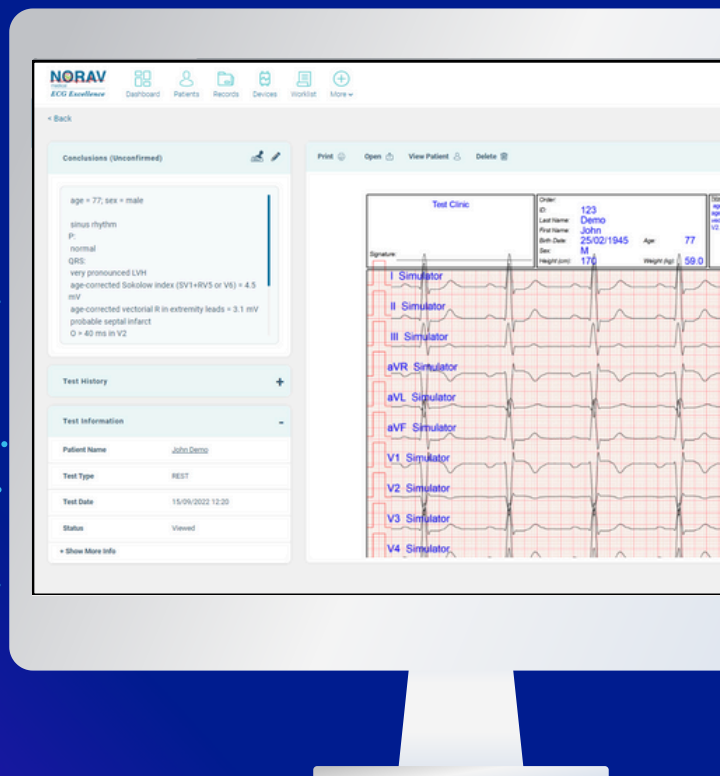 NORAV
ECG Excellence
Dashboard
Patients
Records
Devices
Worklist
More
< Back
Conclusions (Unconfirmed)
age = 77; sex = male
sinus rhythm
P:
normal
QRS:
very pronounced LVH
age-corrected Sokolow index (SV1+RV5 or V6) = 4.5
mV
age-corrected vectorial R in extremity leads = 3.1 mV
probable septal infarct
Q > 40 ms in V2
Test History +
Test Information -
Patient Name John Demo
Test Type REST
Test Date 15/09/2022 12:20
Status Viewed
+ Show More Info
Print
Open
View Patient
Delete
Test Clinic
Signature:
Order:
ID: 123
Last Name: Demo
First Name: John
Birth Date: 25/02/1945 Age: 77
Sex: M
Height (cm): 170 Weight (kg): 59.0
I Simulator
II Simulator
III Simulator
aVR Simulator
aVL Simulator
aVF Simulator
V1 Simulator
V2 Simulator
V3 Simulator
V4 Simulator